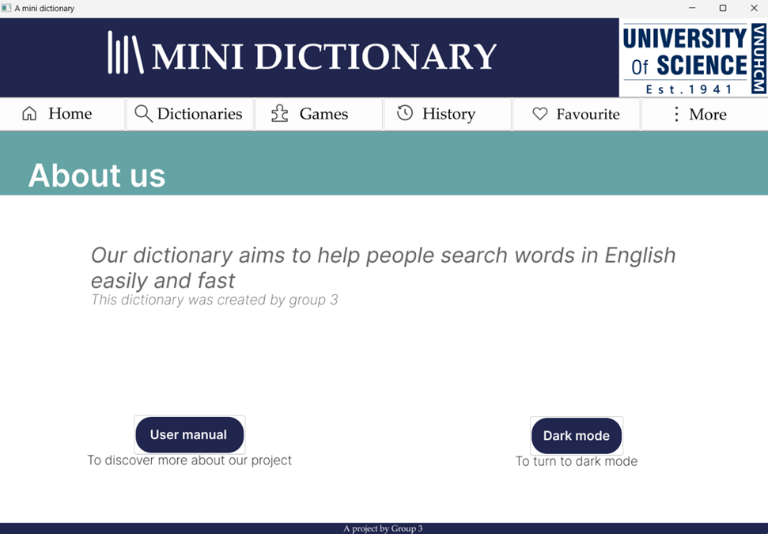 A mini dictionary
MINI DICTIONARY
UNIVERSITY
Of SCIENCE
Est.1941
VNUHCM
Home
Dictionaries
Games
History
Favourite
More
About us
Our dictionary aims to help people search words in English
easily and fast
This dictionary was created by group 3
User manual
Dark mode
To discover more about our project
To turn to dark mode
A project by Group 3